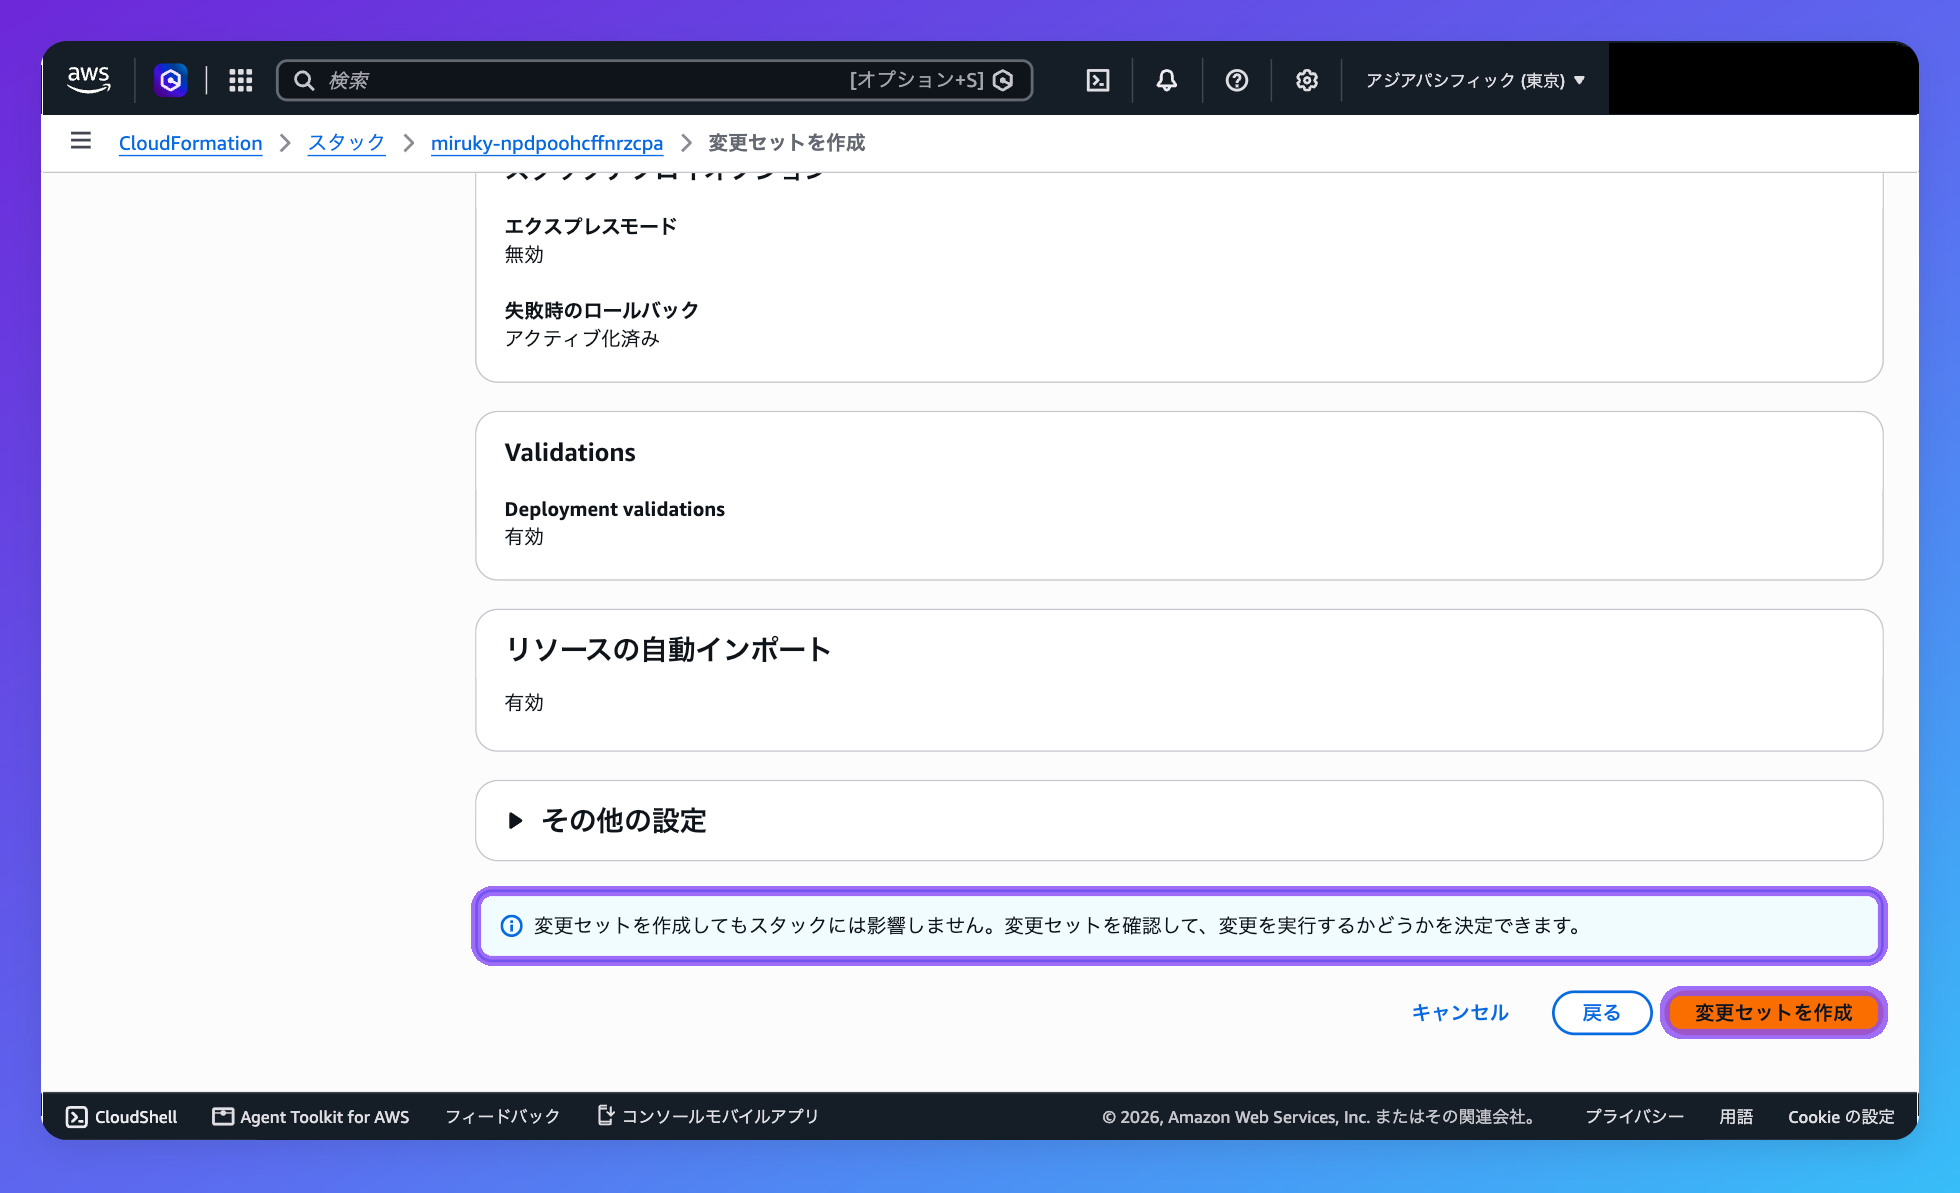 aws
検索
[オプション+S]
アジアパシフィック (東京)
CloudFormation
スタック
miruky-npdpoohcffnrzcpa
変更セットを作成
エクスプレスモード
無効
失敗時のロールバック
アクティブ化済み
Validations
Deployment validations
有効
リソースの自動インポート
有効
その他の設定
変更セットを作成してもスタックには影響しません。変更セットを確認して、変更を実行するかどうかを決定できます。
キャンセル
戻る
変更セットを作成
CloudShell
Agent Toolkit for AWS
フィードバック
コンソールモバイルアプリ
© 2026, Amazon Web Services, Inc. またはその関連会社。
プライバシー
用語
Cookie の設定